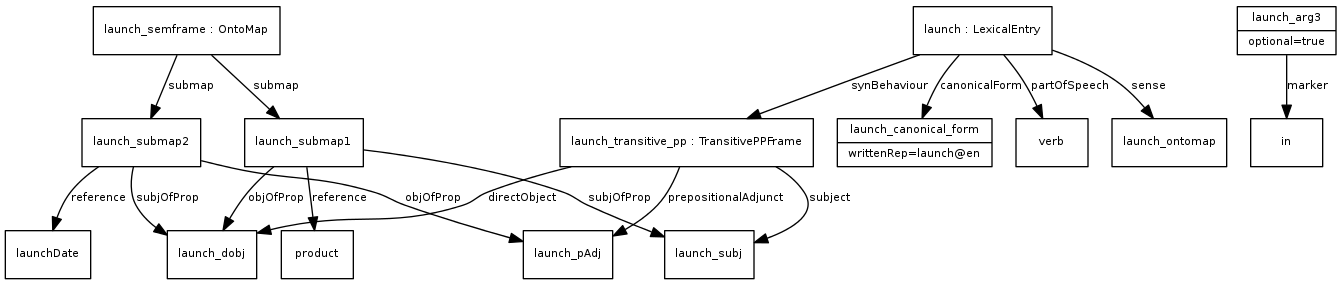 launch_semframe : OntoMap
launch : LexicalEntry
launch_arg3
optional=true
submap
submap
synBehaviour
canonicalForm
partOfSpeech
sense
marker
launch_submap2
launch_submap1
launch_transitive_pp : TransitivePPFrame
launch_canonical_form
writtenRep=launch@en
verb
launch_ontomap
in
reference
subjOfProp
objOfProp
reference
objOfProp
directObject
subjOfProp
prepositionalAdjunct
subject
launchDate
launch_dobj
product
launch_pAdj
launch_subj